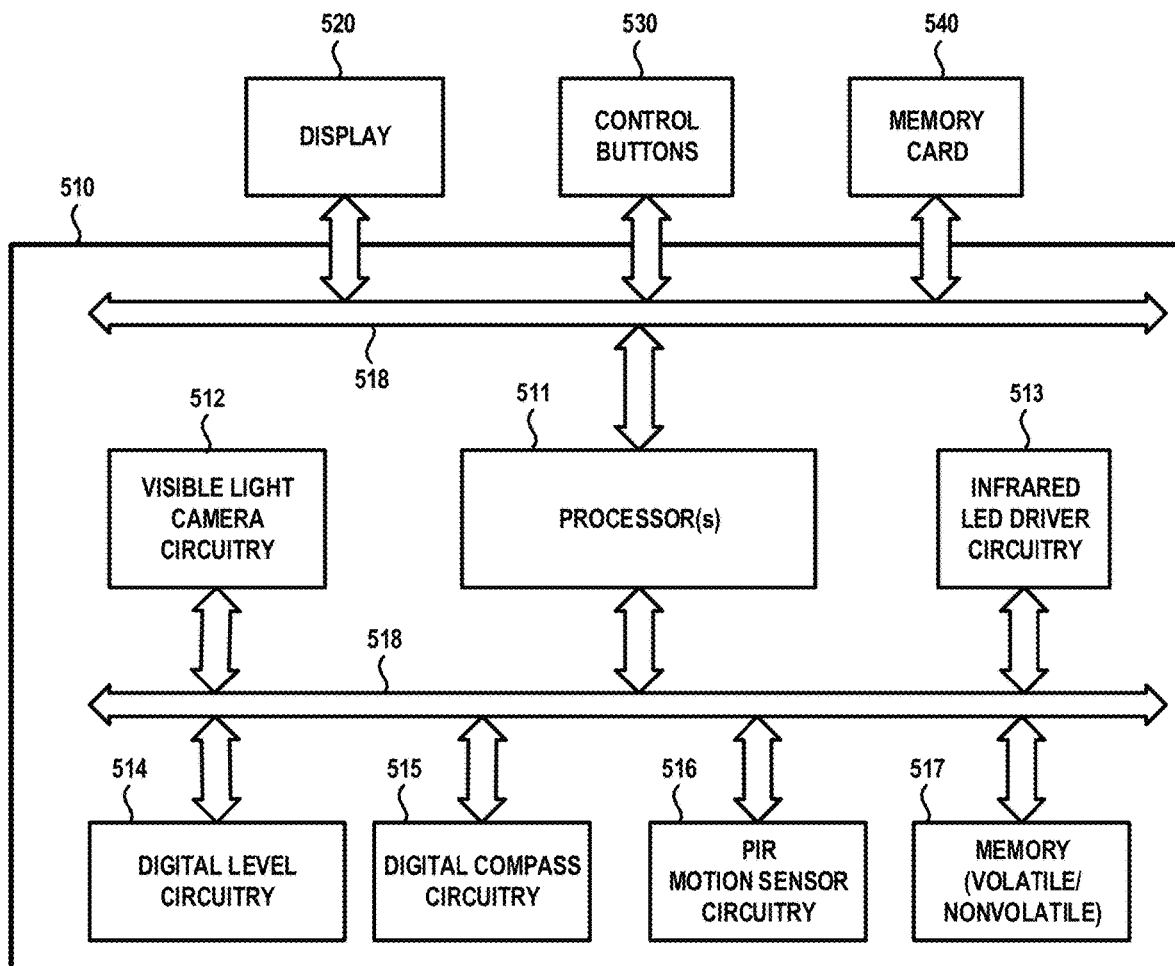 520
530
540
DISPLAY
CONTROL
BUTTONS
MEMORY
CARD
510
518
512
511
513
VISIBLE LIGHT
CAMERA
CIRCUITRY
PROCESSOR(s)
INFRARED
LED DRIVER
CIRCUITRY
518
514
515
516
517
DIGITAL LEVEL
CIRCUITRY
DIGITAL COMPASS
CIRCUITRY
PIR
MOTION SENSOR
CIRCUITRY
MEMORY
(VOLATILE/
NONVOLATILE)